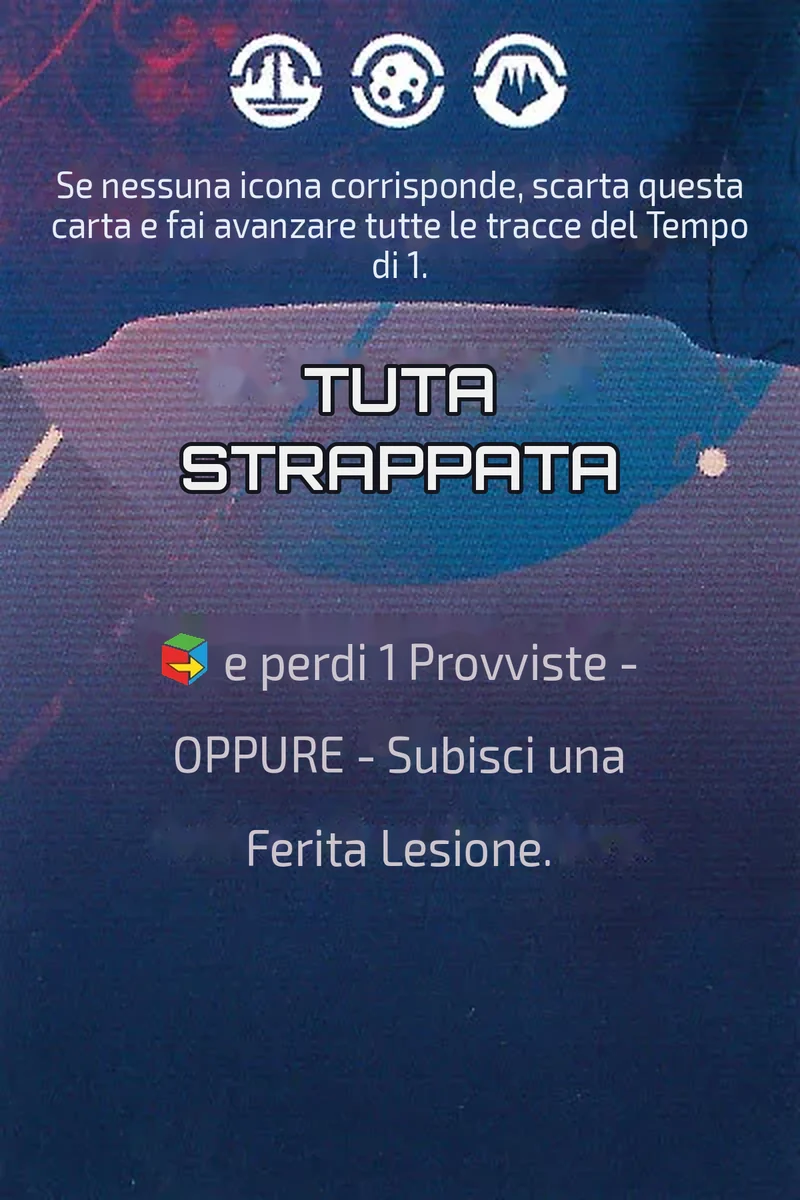 Se nessuna icona corrisponde, scarta questa
carta e fai avanzare tutte le tracce del Tempo
di 1.
TUTA
STRAPPATA
e perdi 1 Provviste -
OPPURE - Subisci una
Ferita Lesione.